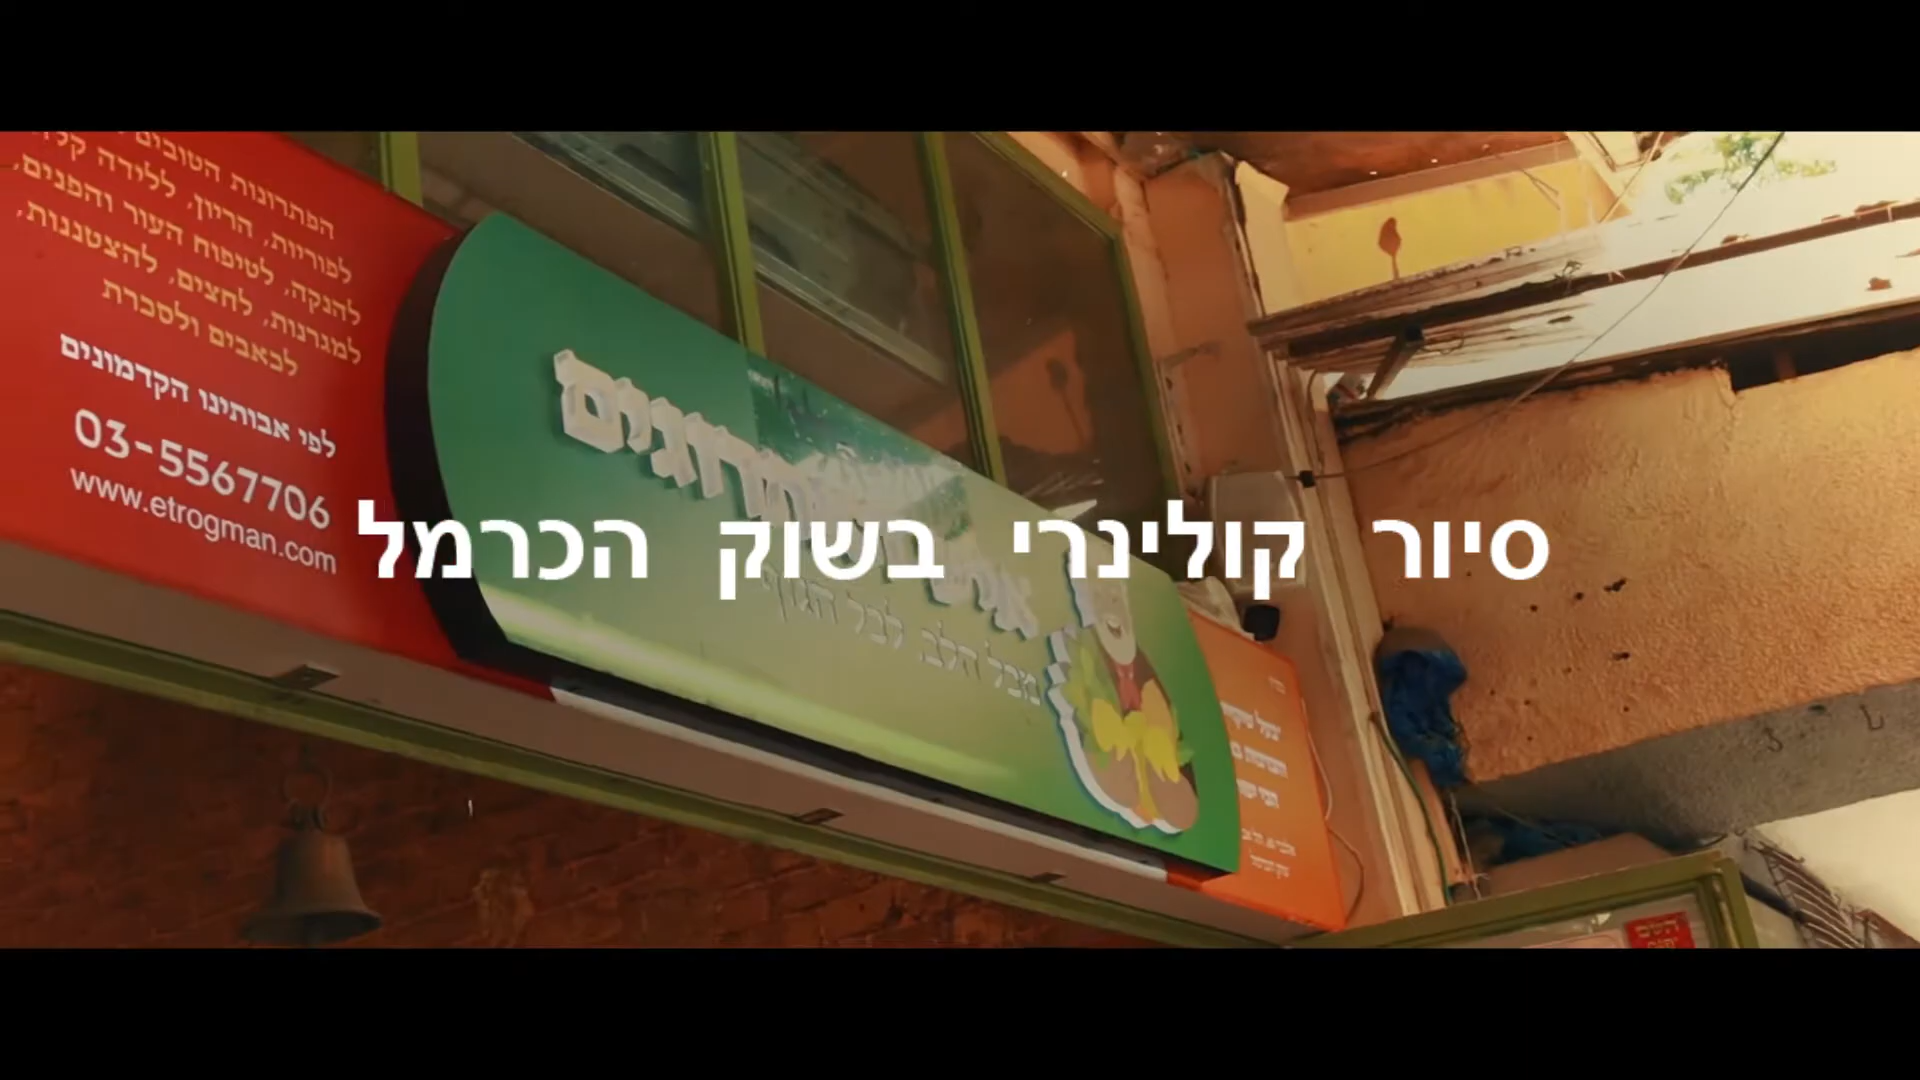 סיור קולינרי בשוק הכרמל
הפתרונות הטובים
לפוריות, הריון, ללידה קלה
להנקה, לטיפוח העור והפנים,
למגרנות, לחצים, להצטננות,
לכאבים ולסכרת
לפי אבותינו הקדמונים
03-5567706
www.etrogman.com
מכל הלב, לכל הגוף